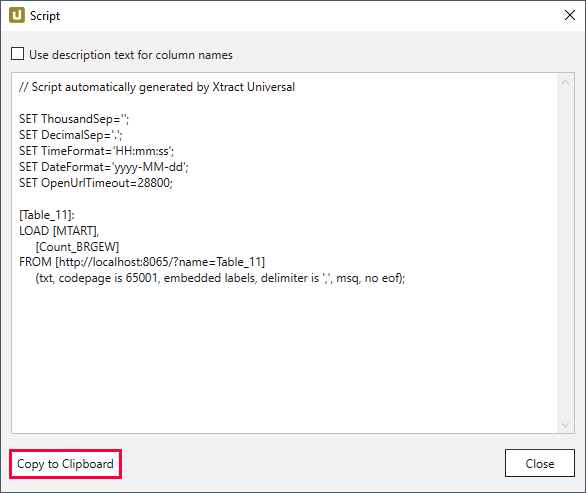 Script
Use description text for column names
// Script automatically generated by Xtract Universal
SET ThousandSep='';
SET DecimalSep='.';
SET TimeFormat='HH:mm:ss';
SET DateFormat='yyyy-MM-dd';
SET OpenUrlTimeout=28800;
[Table_11]:
LOAD [MTART],
[Count_BRGEW]
FROM [http://localhost:8065/?name=Table_11]
(txt, codepage is 65001, embedded labels, delimiter is ',', msq, no eof);
Copy to Clipboard
Close